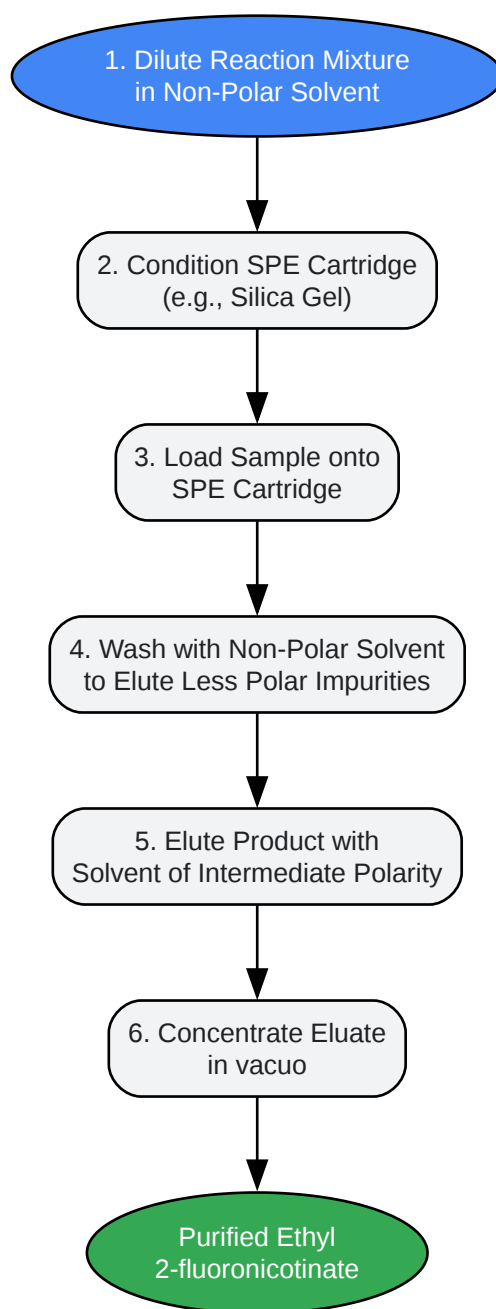 1. Dilute Reaction Mixture
in Non-Polar Solvent
2. Condition SPE Cartridge
(e.g., Silica Gel)
3. Load Sample onto
SPE Cartridge
4. Wash with Non-Polar Solvent
to Elute Less Polar Impurities
5. Elute Product with
Solvent of Intermediate Polarity
6. Concentrate Eluate
in vacuo
Purified Ethyl
2-fluoronicotinate